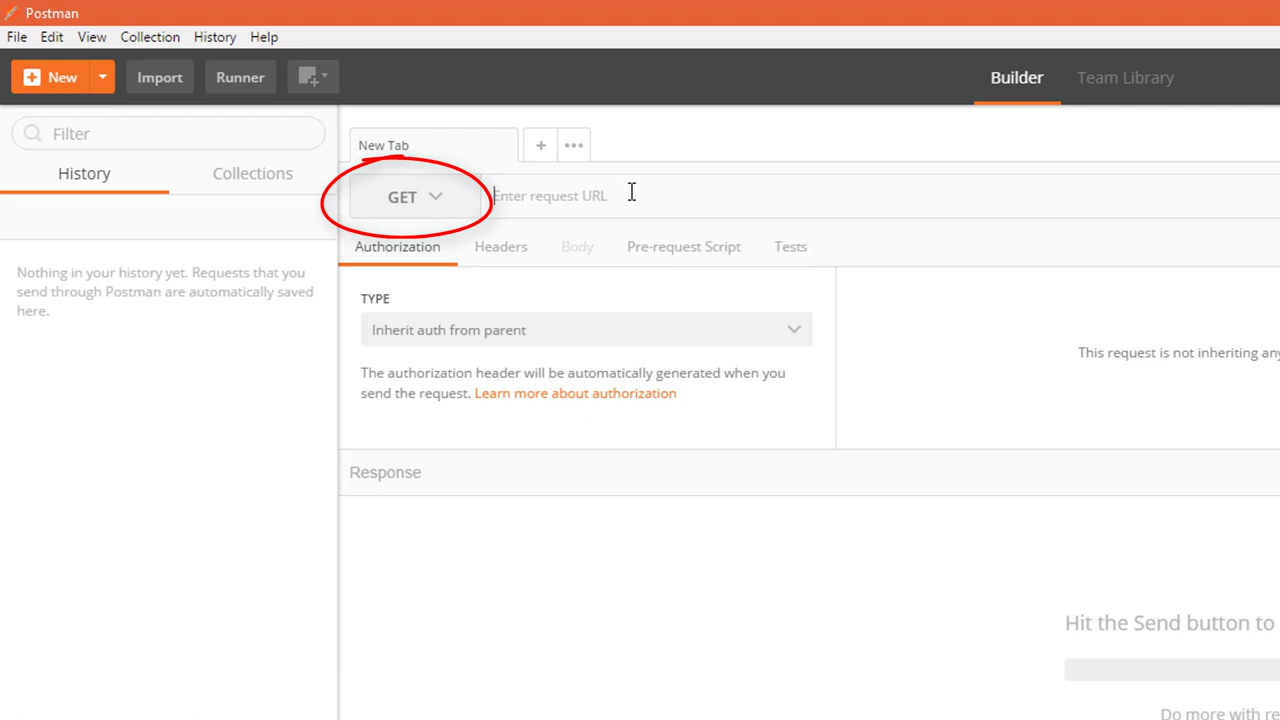 Postman
File Edit View Collection History Help
New Import Runner Builder Team Library
Filter
History Collections
Nothing in your history yet. Requests that you
send through Postman are automatically saved
here.
New Tab + •••
GET Enter request URL
Authorization Headers Body Pre-request Script Tests
TYPE
Inherit auth from parent
The authorization header will be automatically generated when you
send the request. Learn more about authorization
This request is not inheriting any
Response
Hit the Send button to
Do more with re